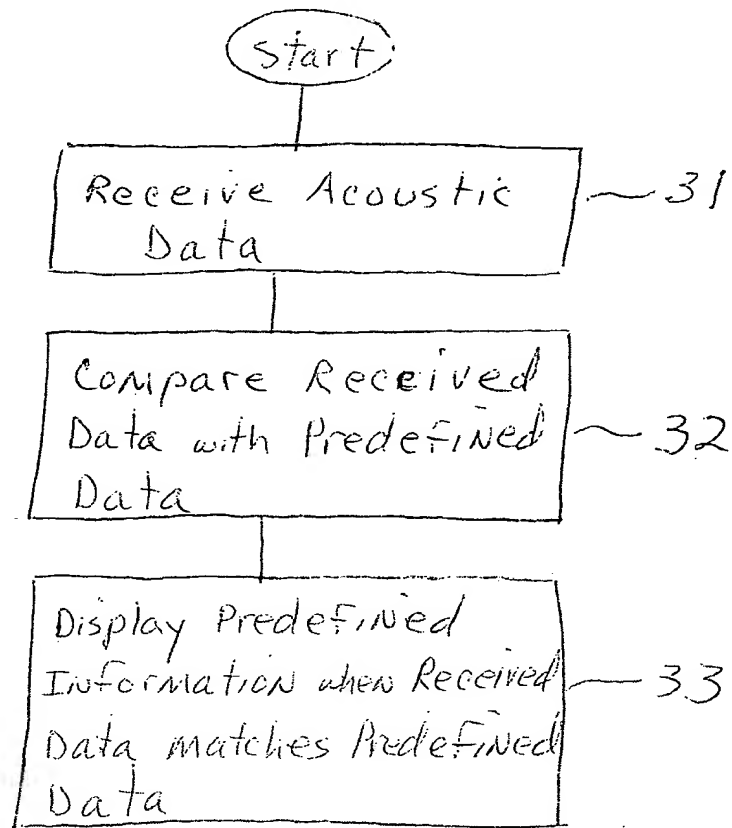 Start
Receive Acoustic
Data
31
Compare Received
Data with Predefined
Data
32
Display Predefined
Information when Received
Data matches Predefined
Data
33